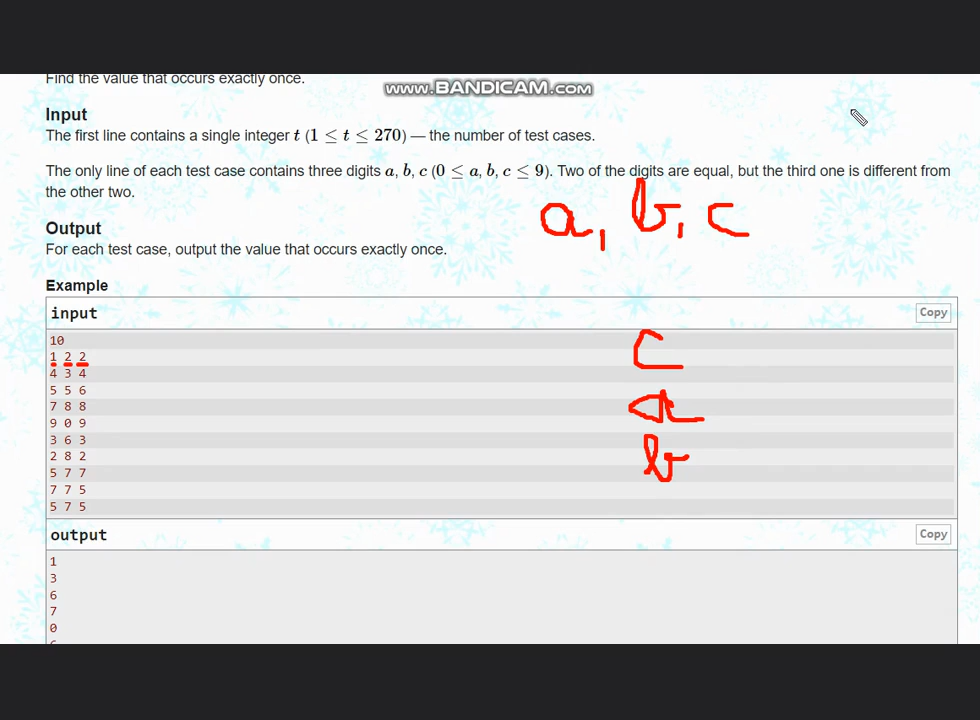 Find the value that occurs exactly once.
www.BANDICAM.com
Input
The first line contains a single integer t (1 ≤ t ≤ 270) — the number of test cases.
The only line of each test case contains three digits a, b, c (0 ≤ a, b, c ≤ 9). Two of the digits are equal, but the third one is different from
the other two.
a, b, c
Output
For each test case, output the value that occurs exactly once.
Example
input
Copy
10
1 2 2
4 3 4
5 5 6
7 8 8
9 0 9
3 6 3
2 8 2
5 7 7
7 7 5
5 7 5
c
a
b
output
Copy
1
3
6
7
0